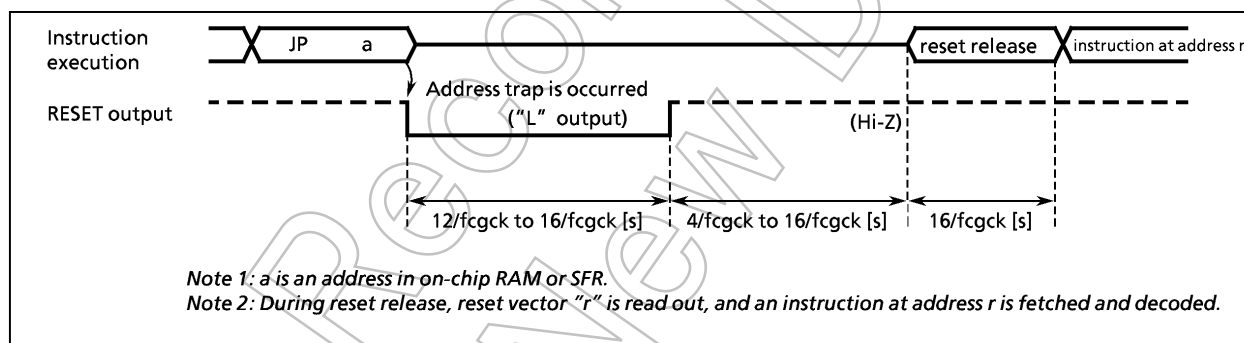 Instruction
execution
JP a
reset release
instruction at address r
Address trap is occurred
RESET output
("L" output)
(Hi-Z)
12/fcgck to 16/fcgck [s]
4/fcgck to 16/fcgck [s]
16/fcgck [s]
Note 1: a is an address in on-chip RAM or SFR.
Note 2: During reset release, reset vector "r" is read out, and an instruction at address r is fetched and decoded.